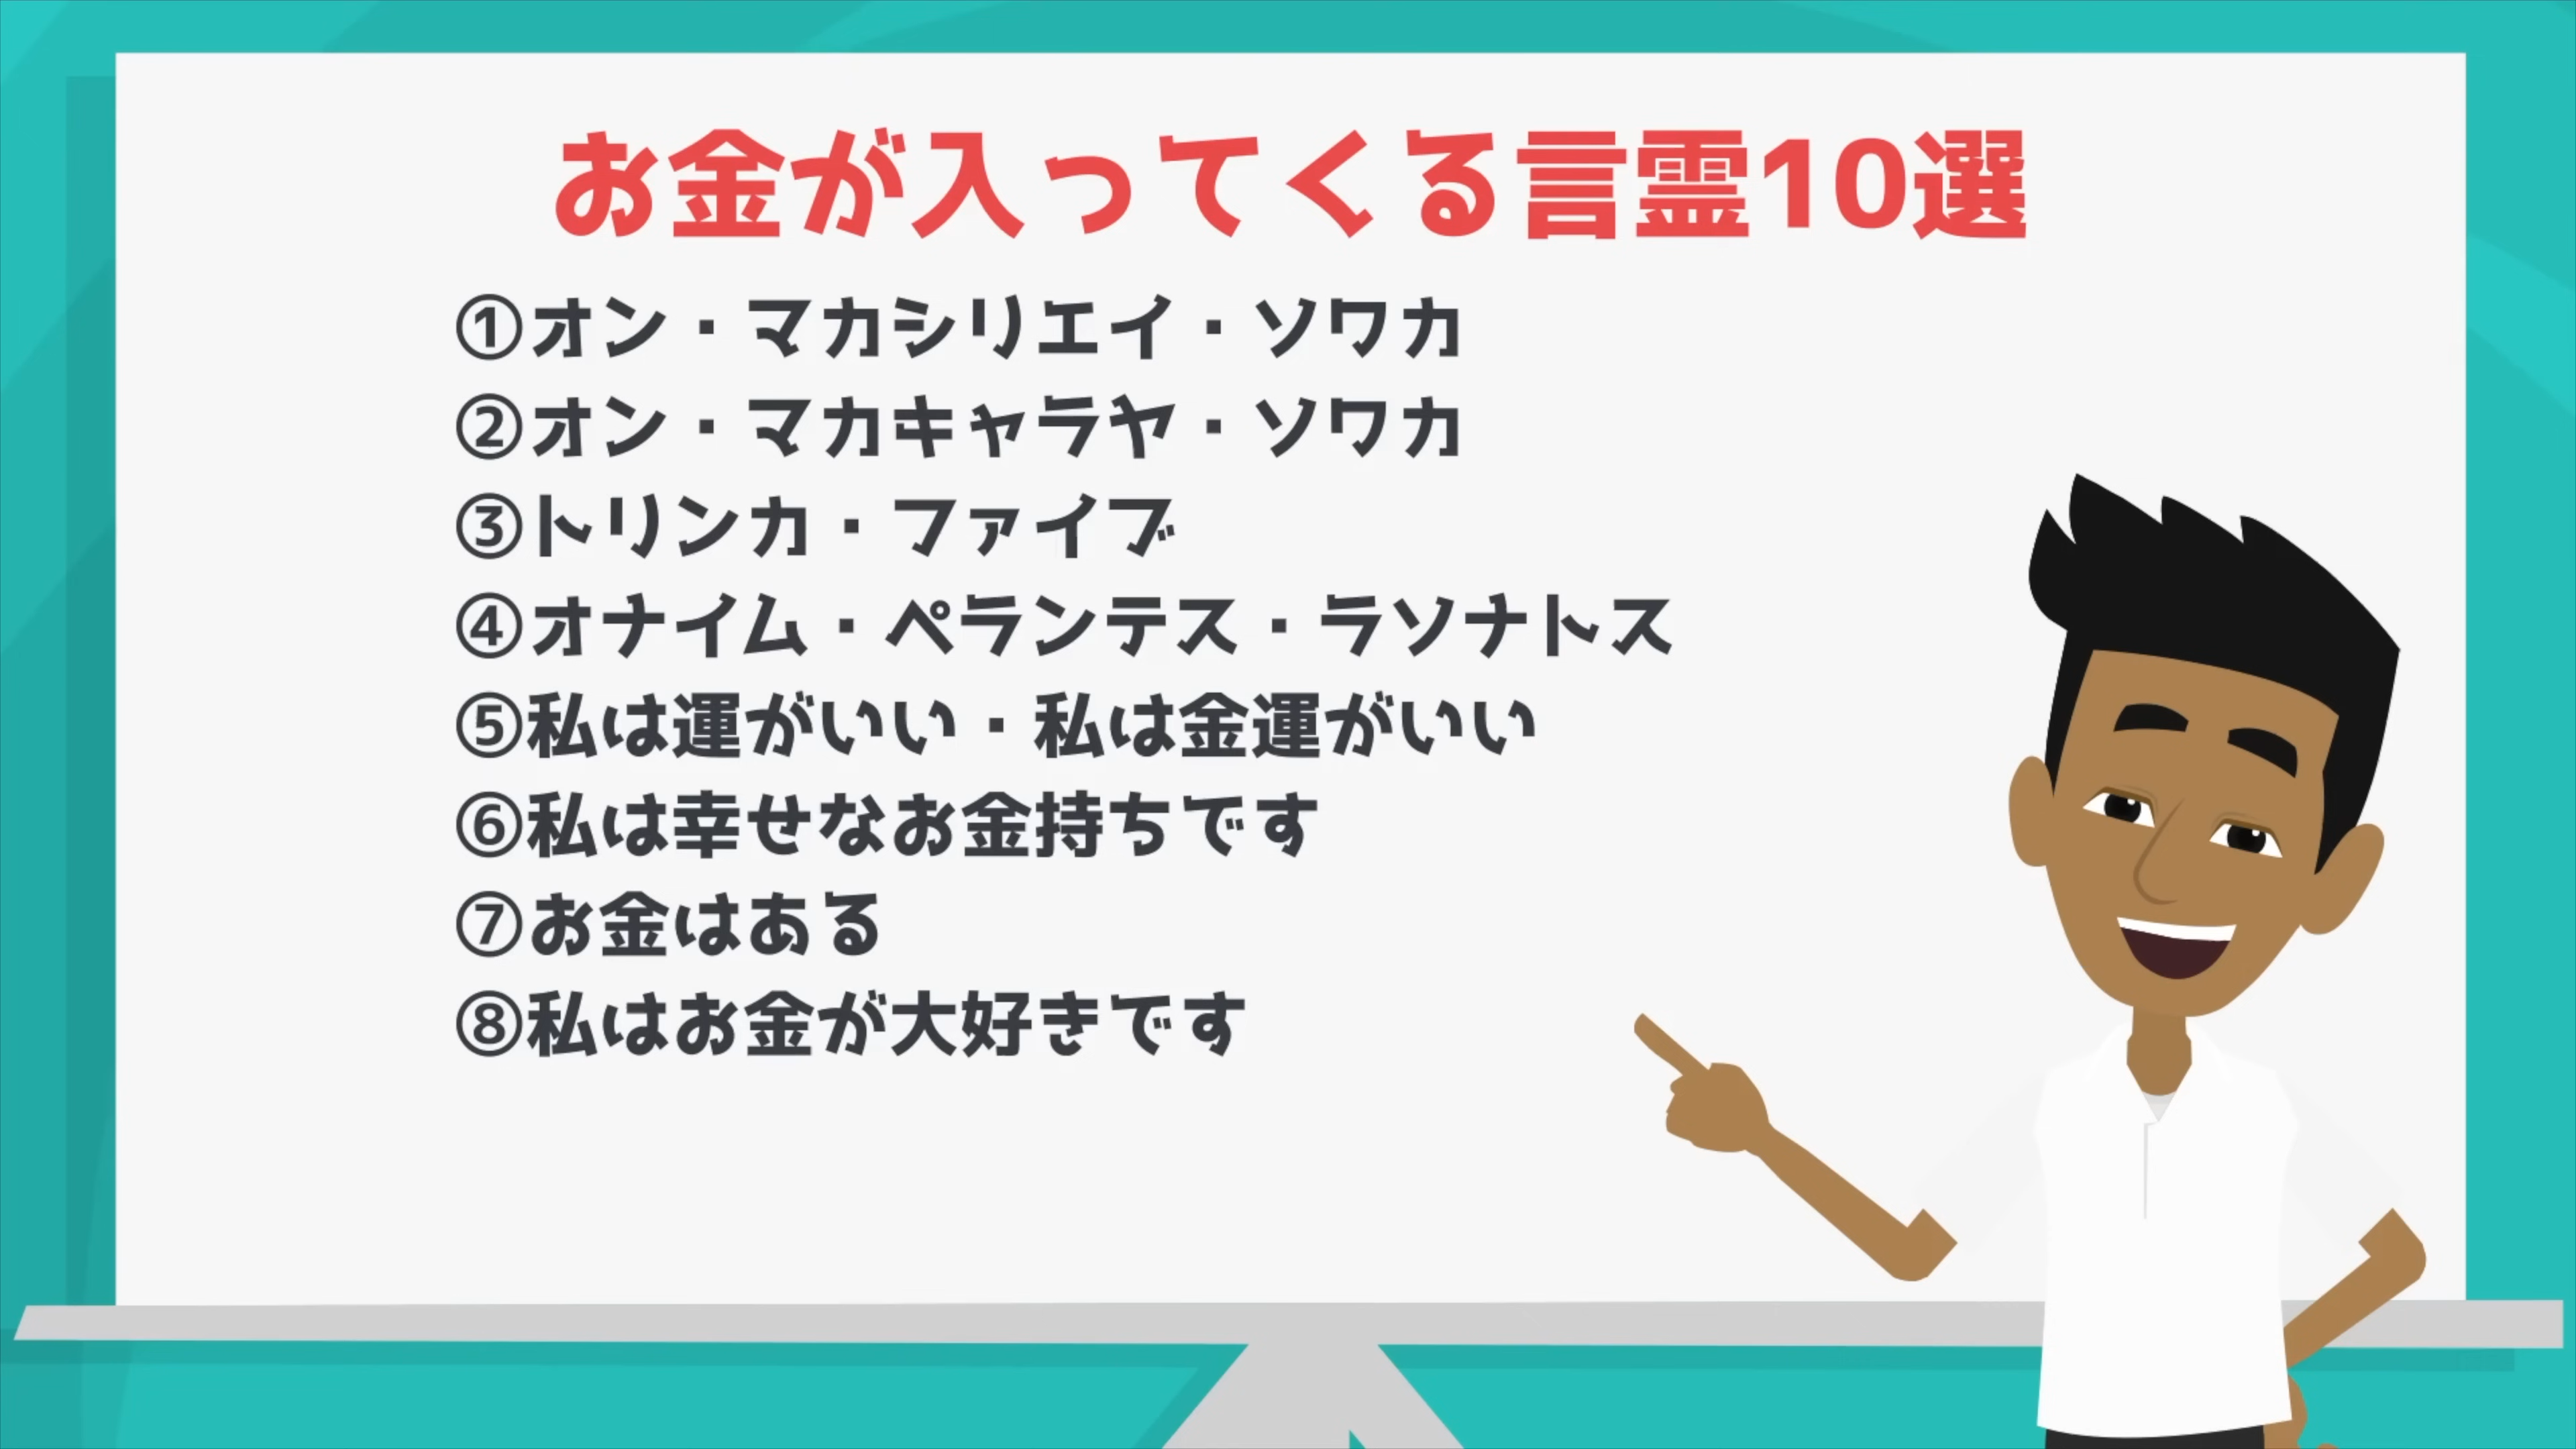 お金が入ってくる言霊10選
①オン・マカシリエイ・ソワカ
②オン・マカキャラヤ・ソワカ
③トリンカ・ファイブ
④オナイム・ペランテス・ラソナトス
⑤私は運がいい・私は金運がいい
⑥私は幸せなお金持ちです
⑦お金はある
⑧私はお金が大好きです